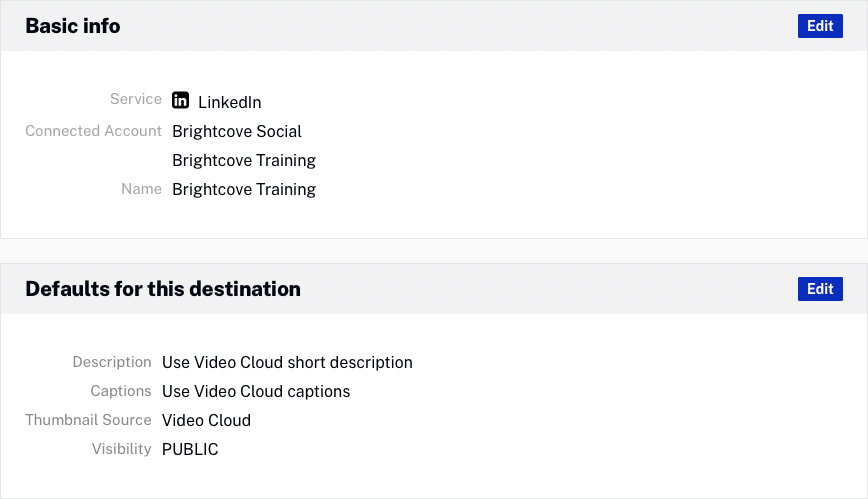 Basic info
Edit
Service LinkedIn
Connected Account Brightcove Social
Brightcove Training
Name Brightcove Training
Defaults for this destination
Edit
Description Use Video Cloud short description
Captions Use Video Cloud captions
Thumbnail Source Video Cloud
Visibility PUBLIC